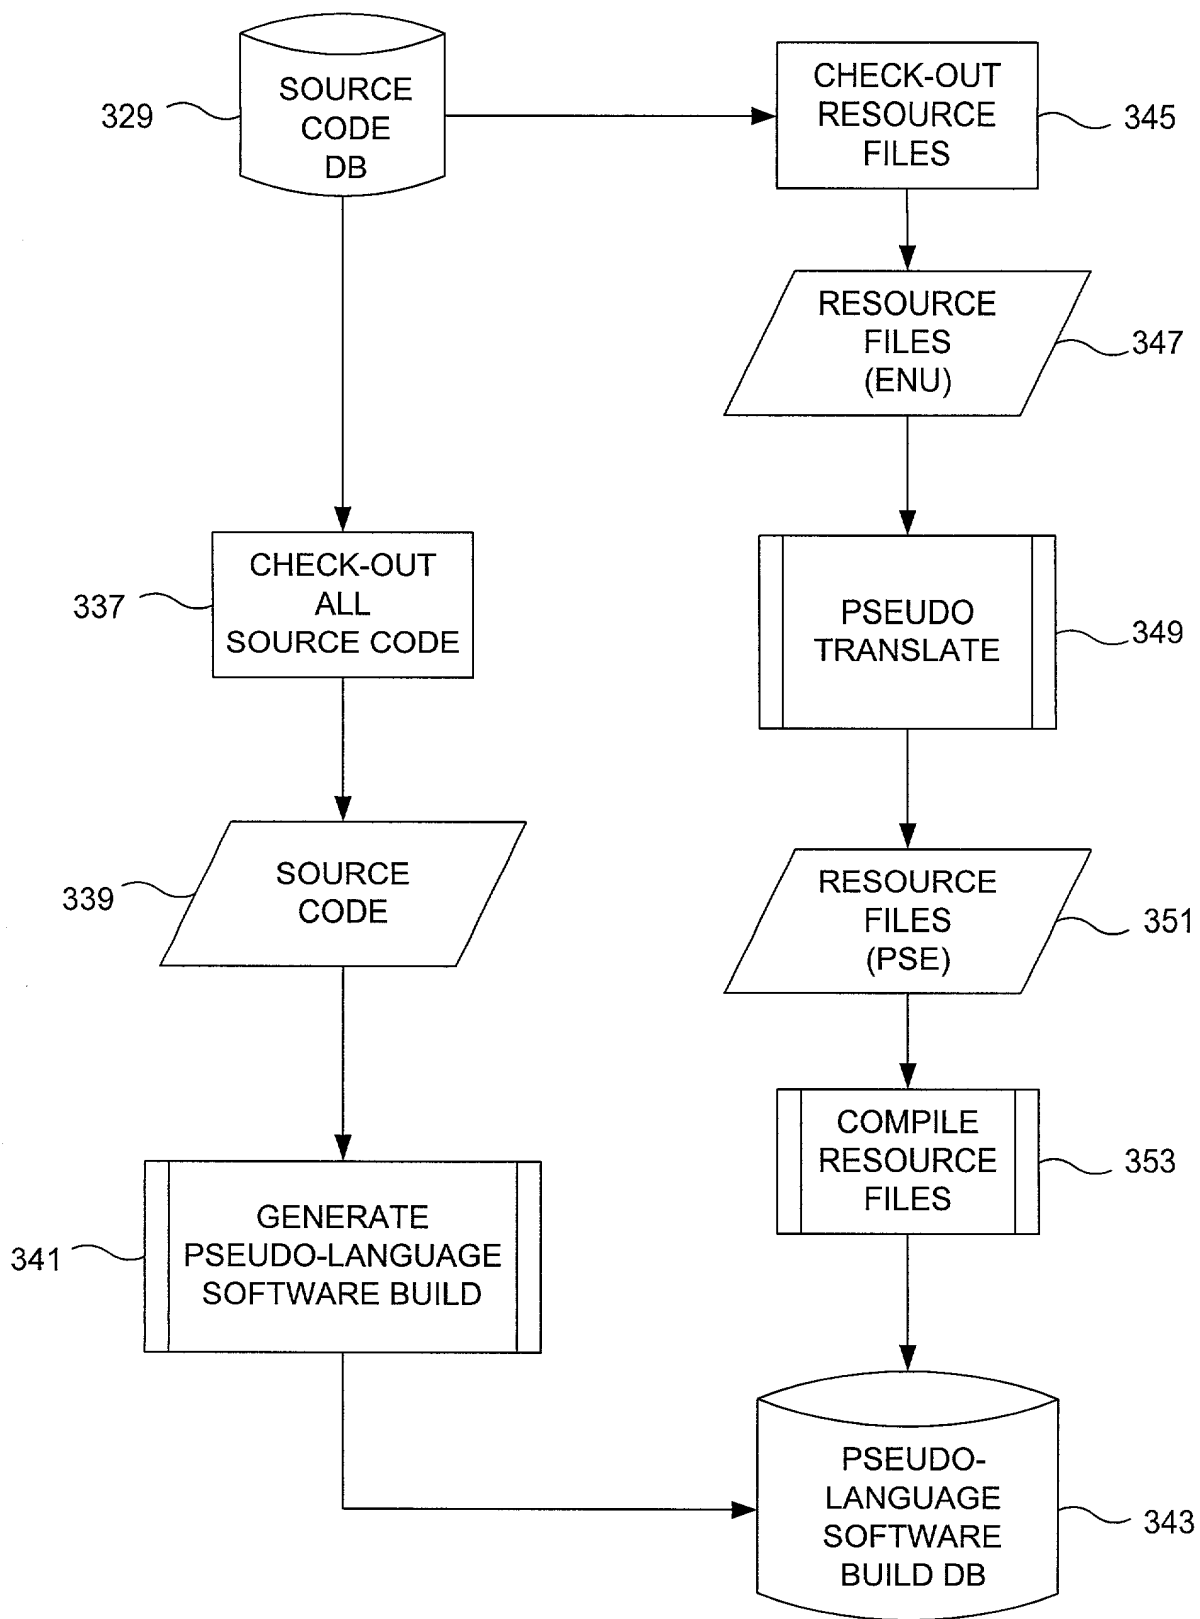 SOURCE
CODE
DB
329
CHECK-OUT
RESOURCE
FILES
345
RESOURCE
FILES
(ENU)
347
CHECK-OUT
ALL
SOURCE CODE
337
PSEUDO
TRANSLATE
349
SOURCE
CODE
339
RESOURCE
FILES
(PSE)
351
GENERATE
PSEUDO-LANGUAGE
SOFTWARE BUILD
341
COMPILE
RESOURCE
FILES
353
PSEUDO-
LANGUAGE
SOFTWARE
BUILD DB
343